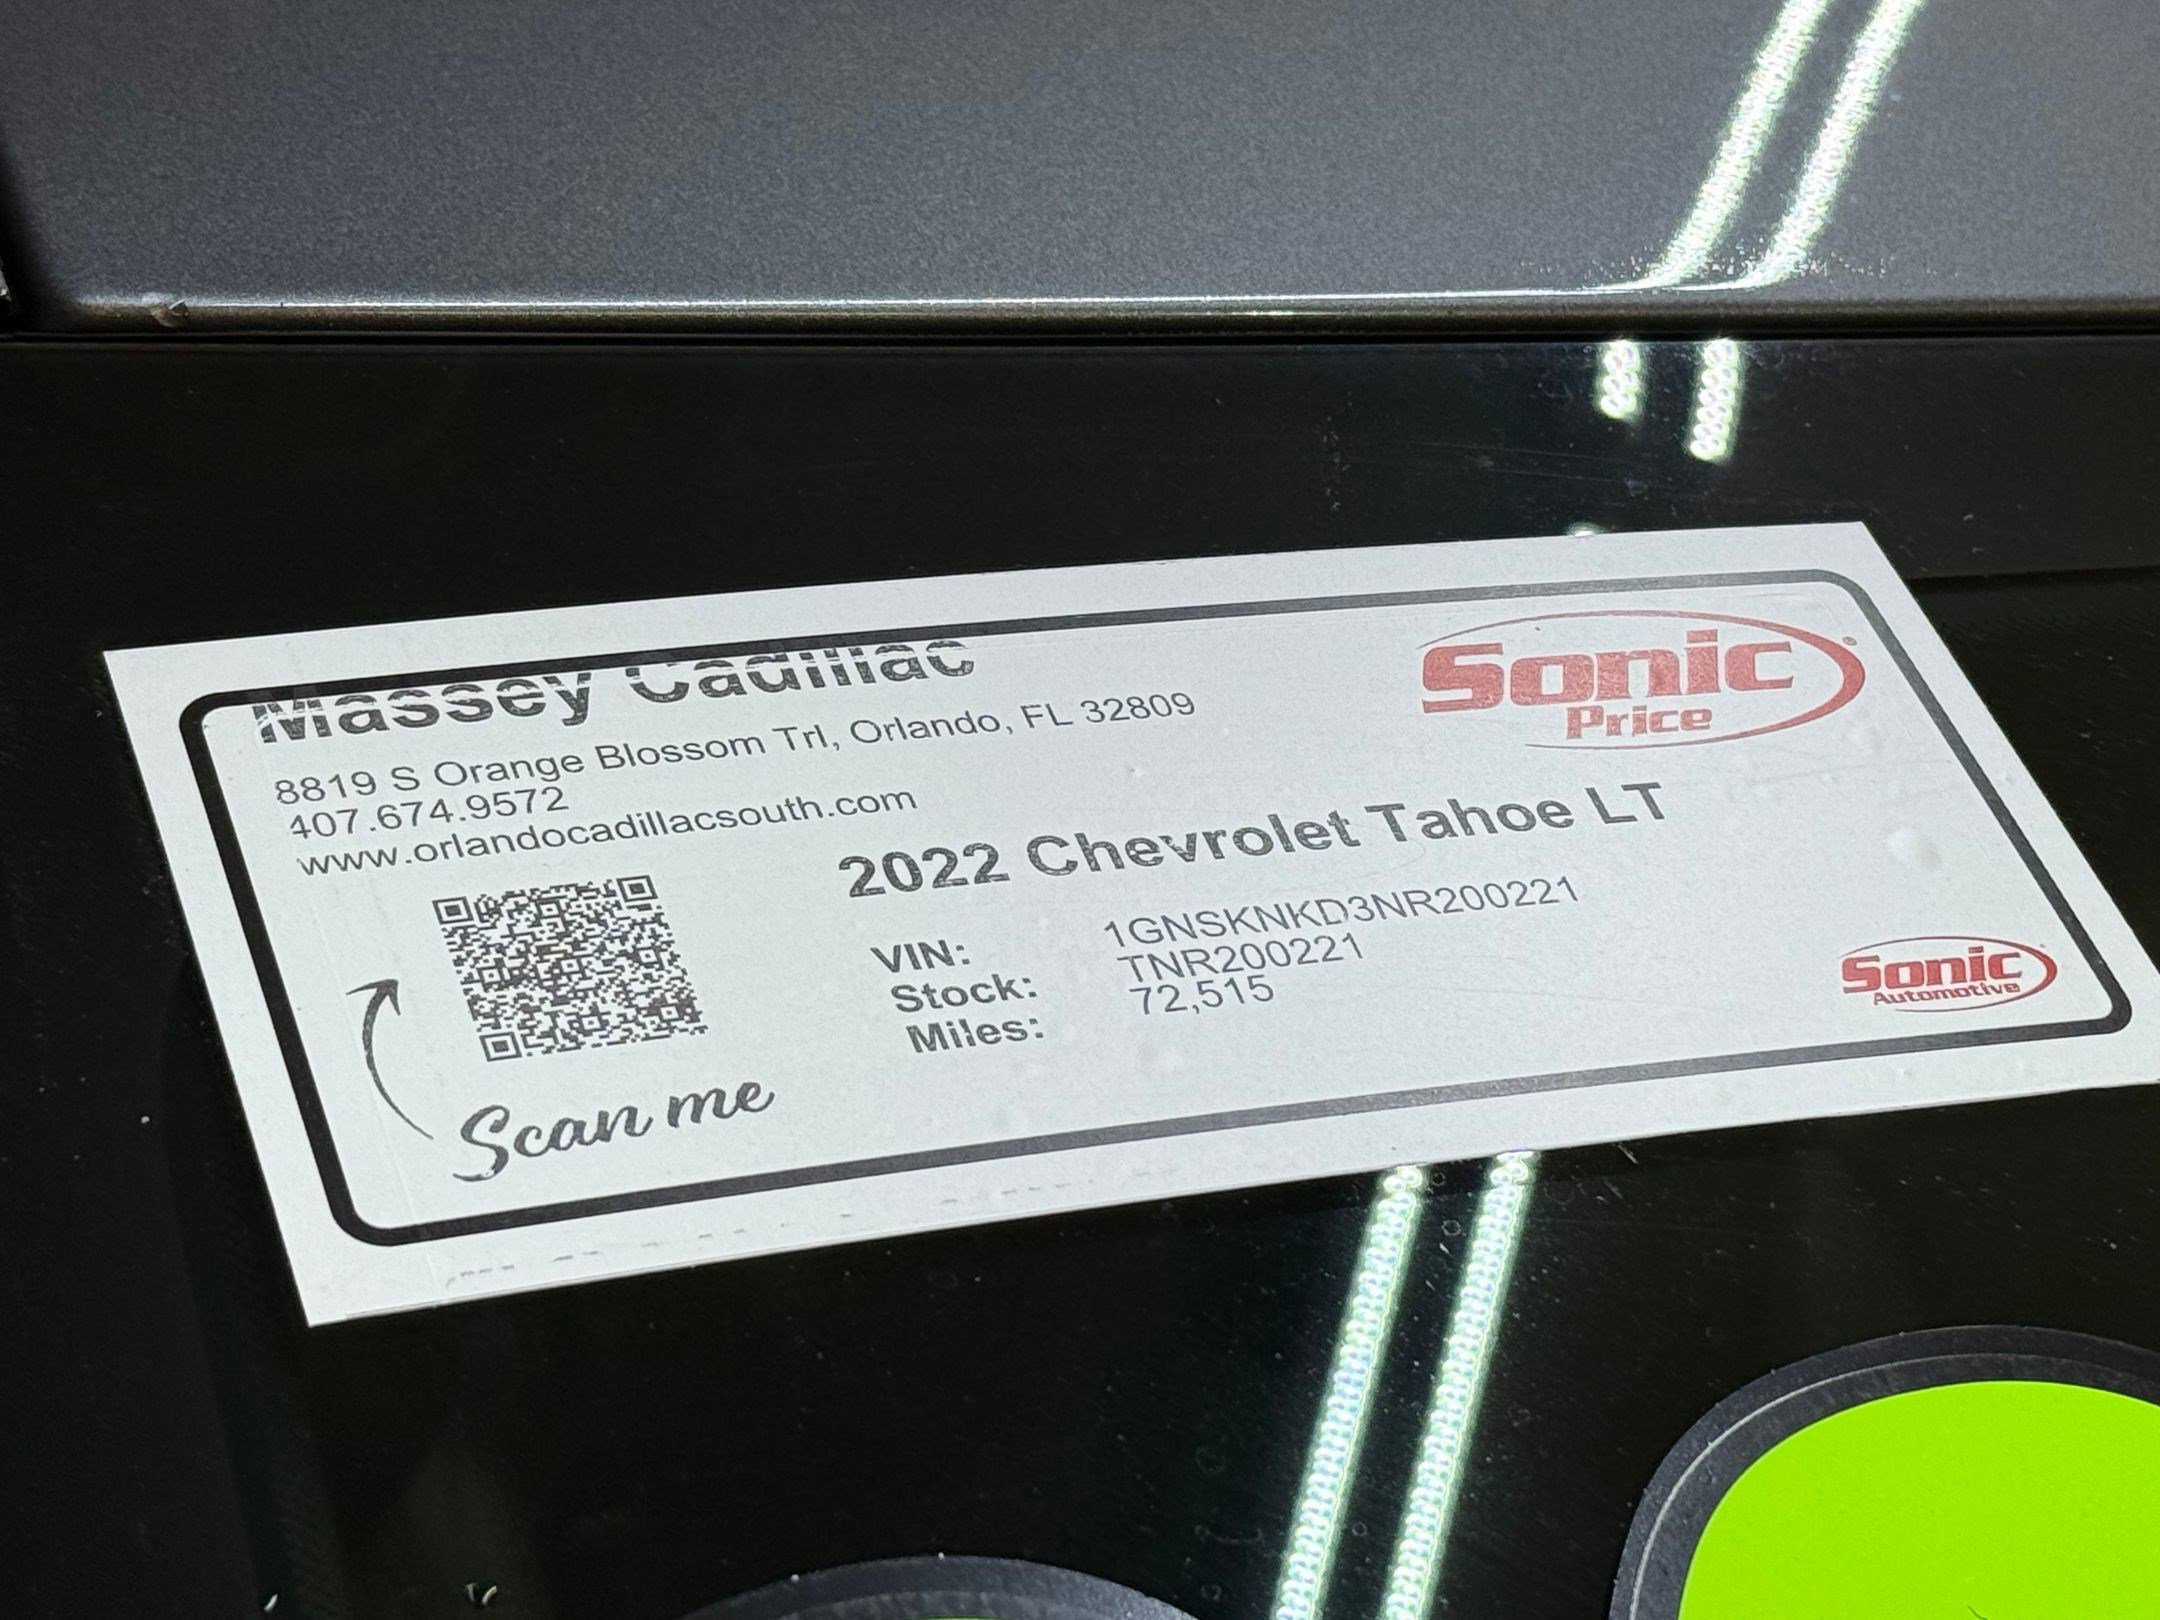 Massey Cadillac
8819 S Orange Blossom Trl, Orlando, FL 32809
407.674.9572
www.orlandocadillacsouth.com
Sonic®
Price
2022 Chevrolet Tahoe LT
VIN: 1GNSKNKD3NR200221
Stock: TNR200221
Miles: 72,515
Scan me
Sonic
Automotive